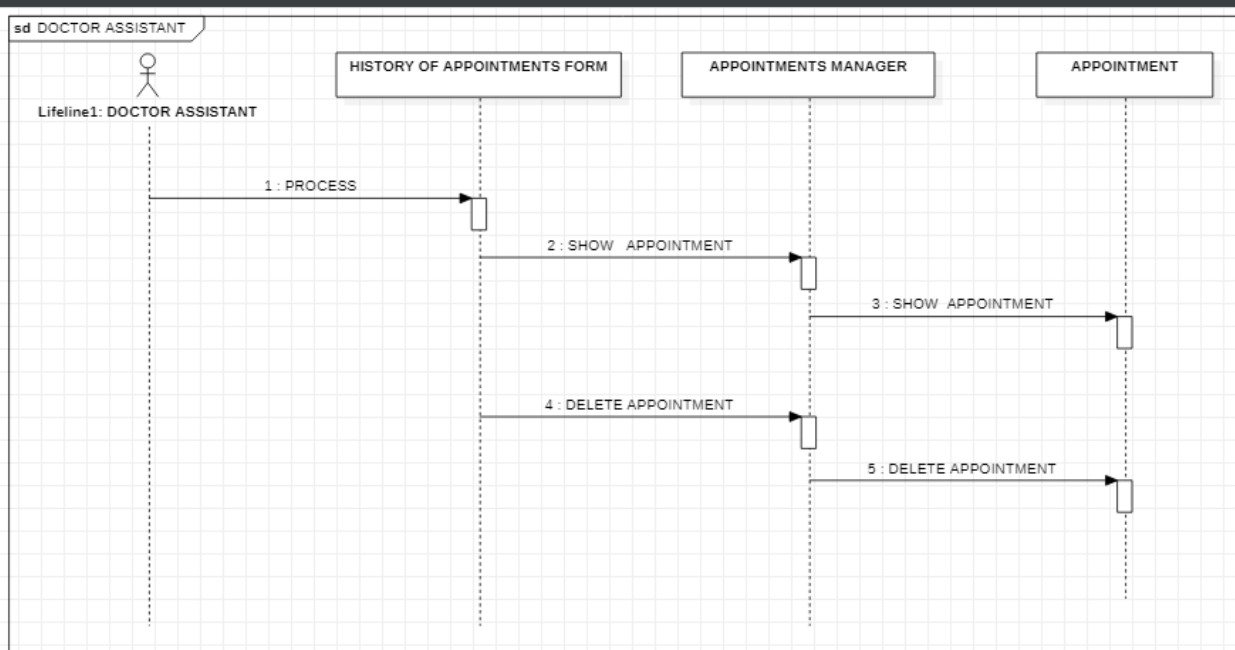 sd DOCTOR ASSISTANT
HISTORY OF APPOINTMENTS FORM
APPOINTMENTS MANAGER
APPOINTMENT
Lifeline1: DOCTOR ASSISTANT
1 : PROCESS
2 : SHOW   APPOINTMENT
3 : SHOW  APPOINTMENT
4 : DELETE APPOINTMENT
5 : DELETE APPOINTMENT